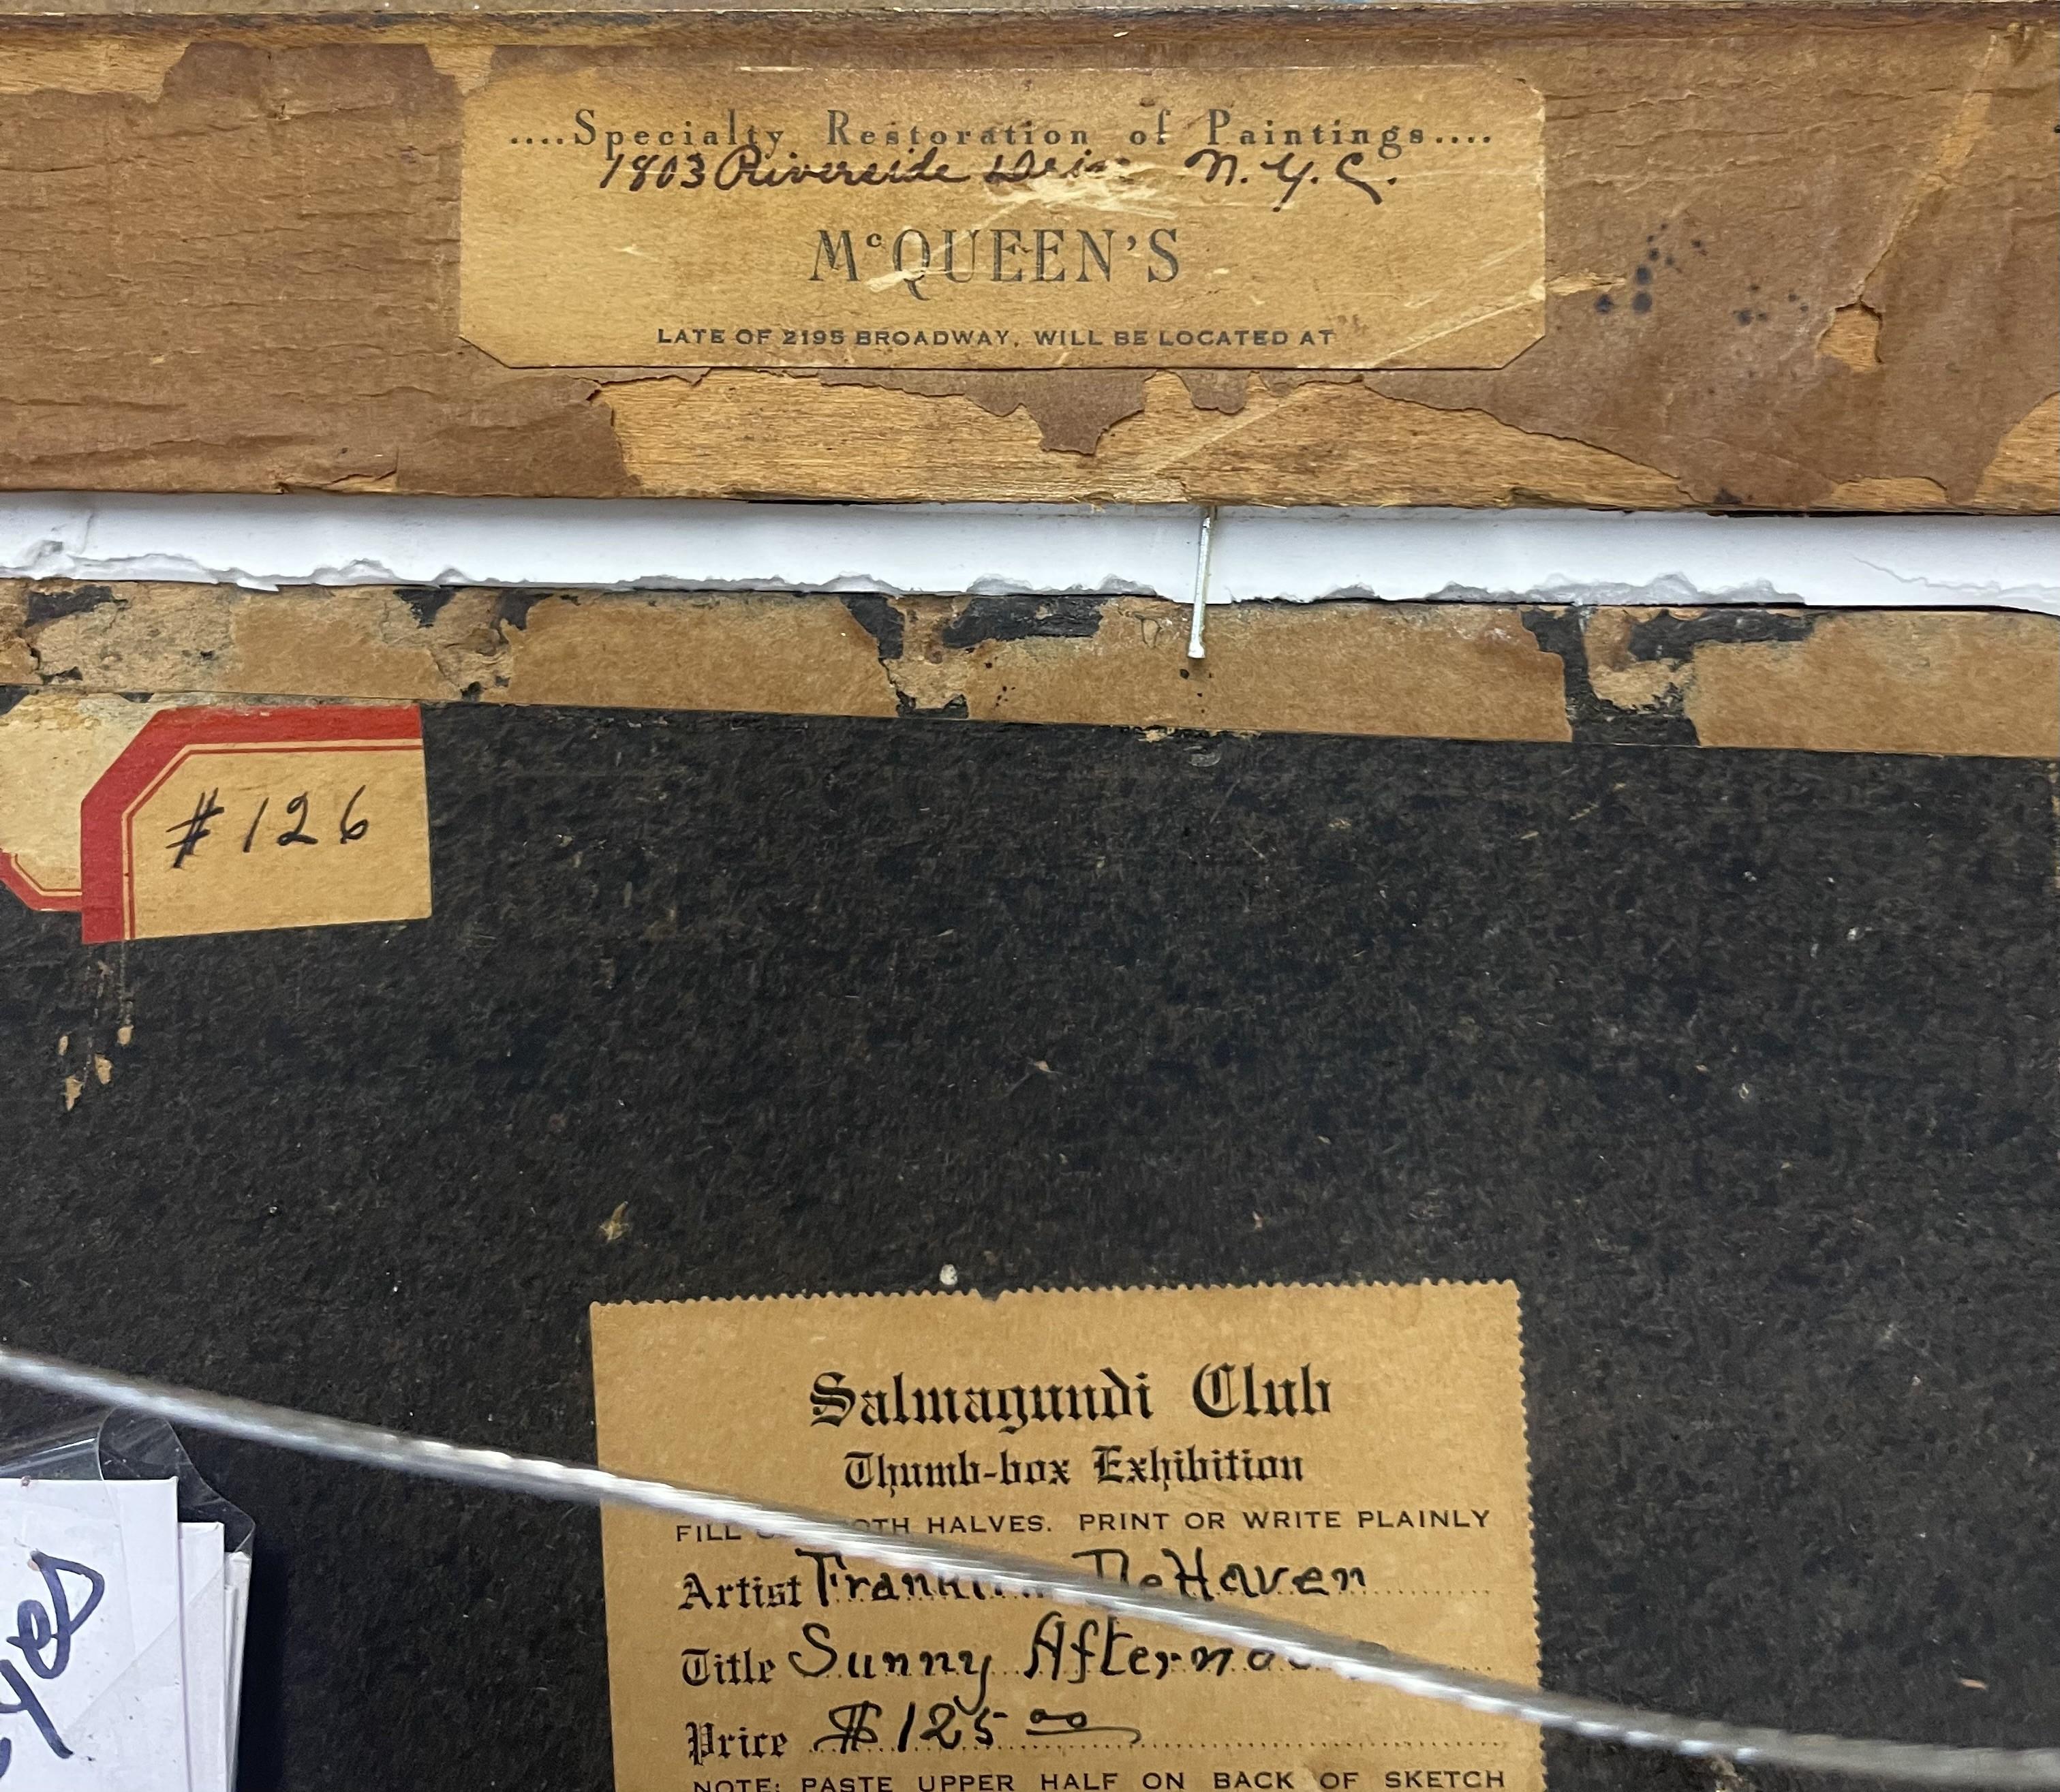 ....Specialty Restoration of Paintings....
1803 Riverside N.Y.C.
McQUEEN'S
LATE OF 2195 BROADWAY, WILL BE LOCATED AT
#126
Salmagundi Club
Thumb-box Exhibition
FILL HALVES. PRINT OR WRITE PLAINLY
Artist Franklin DeHaven
Title Sunny
Price $125 00
NOTE: PASTE UPPER HALF ON BACK OF SKETCH
yes